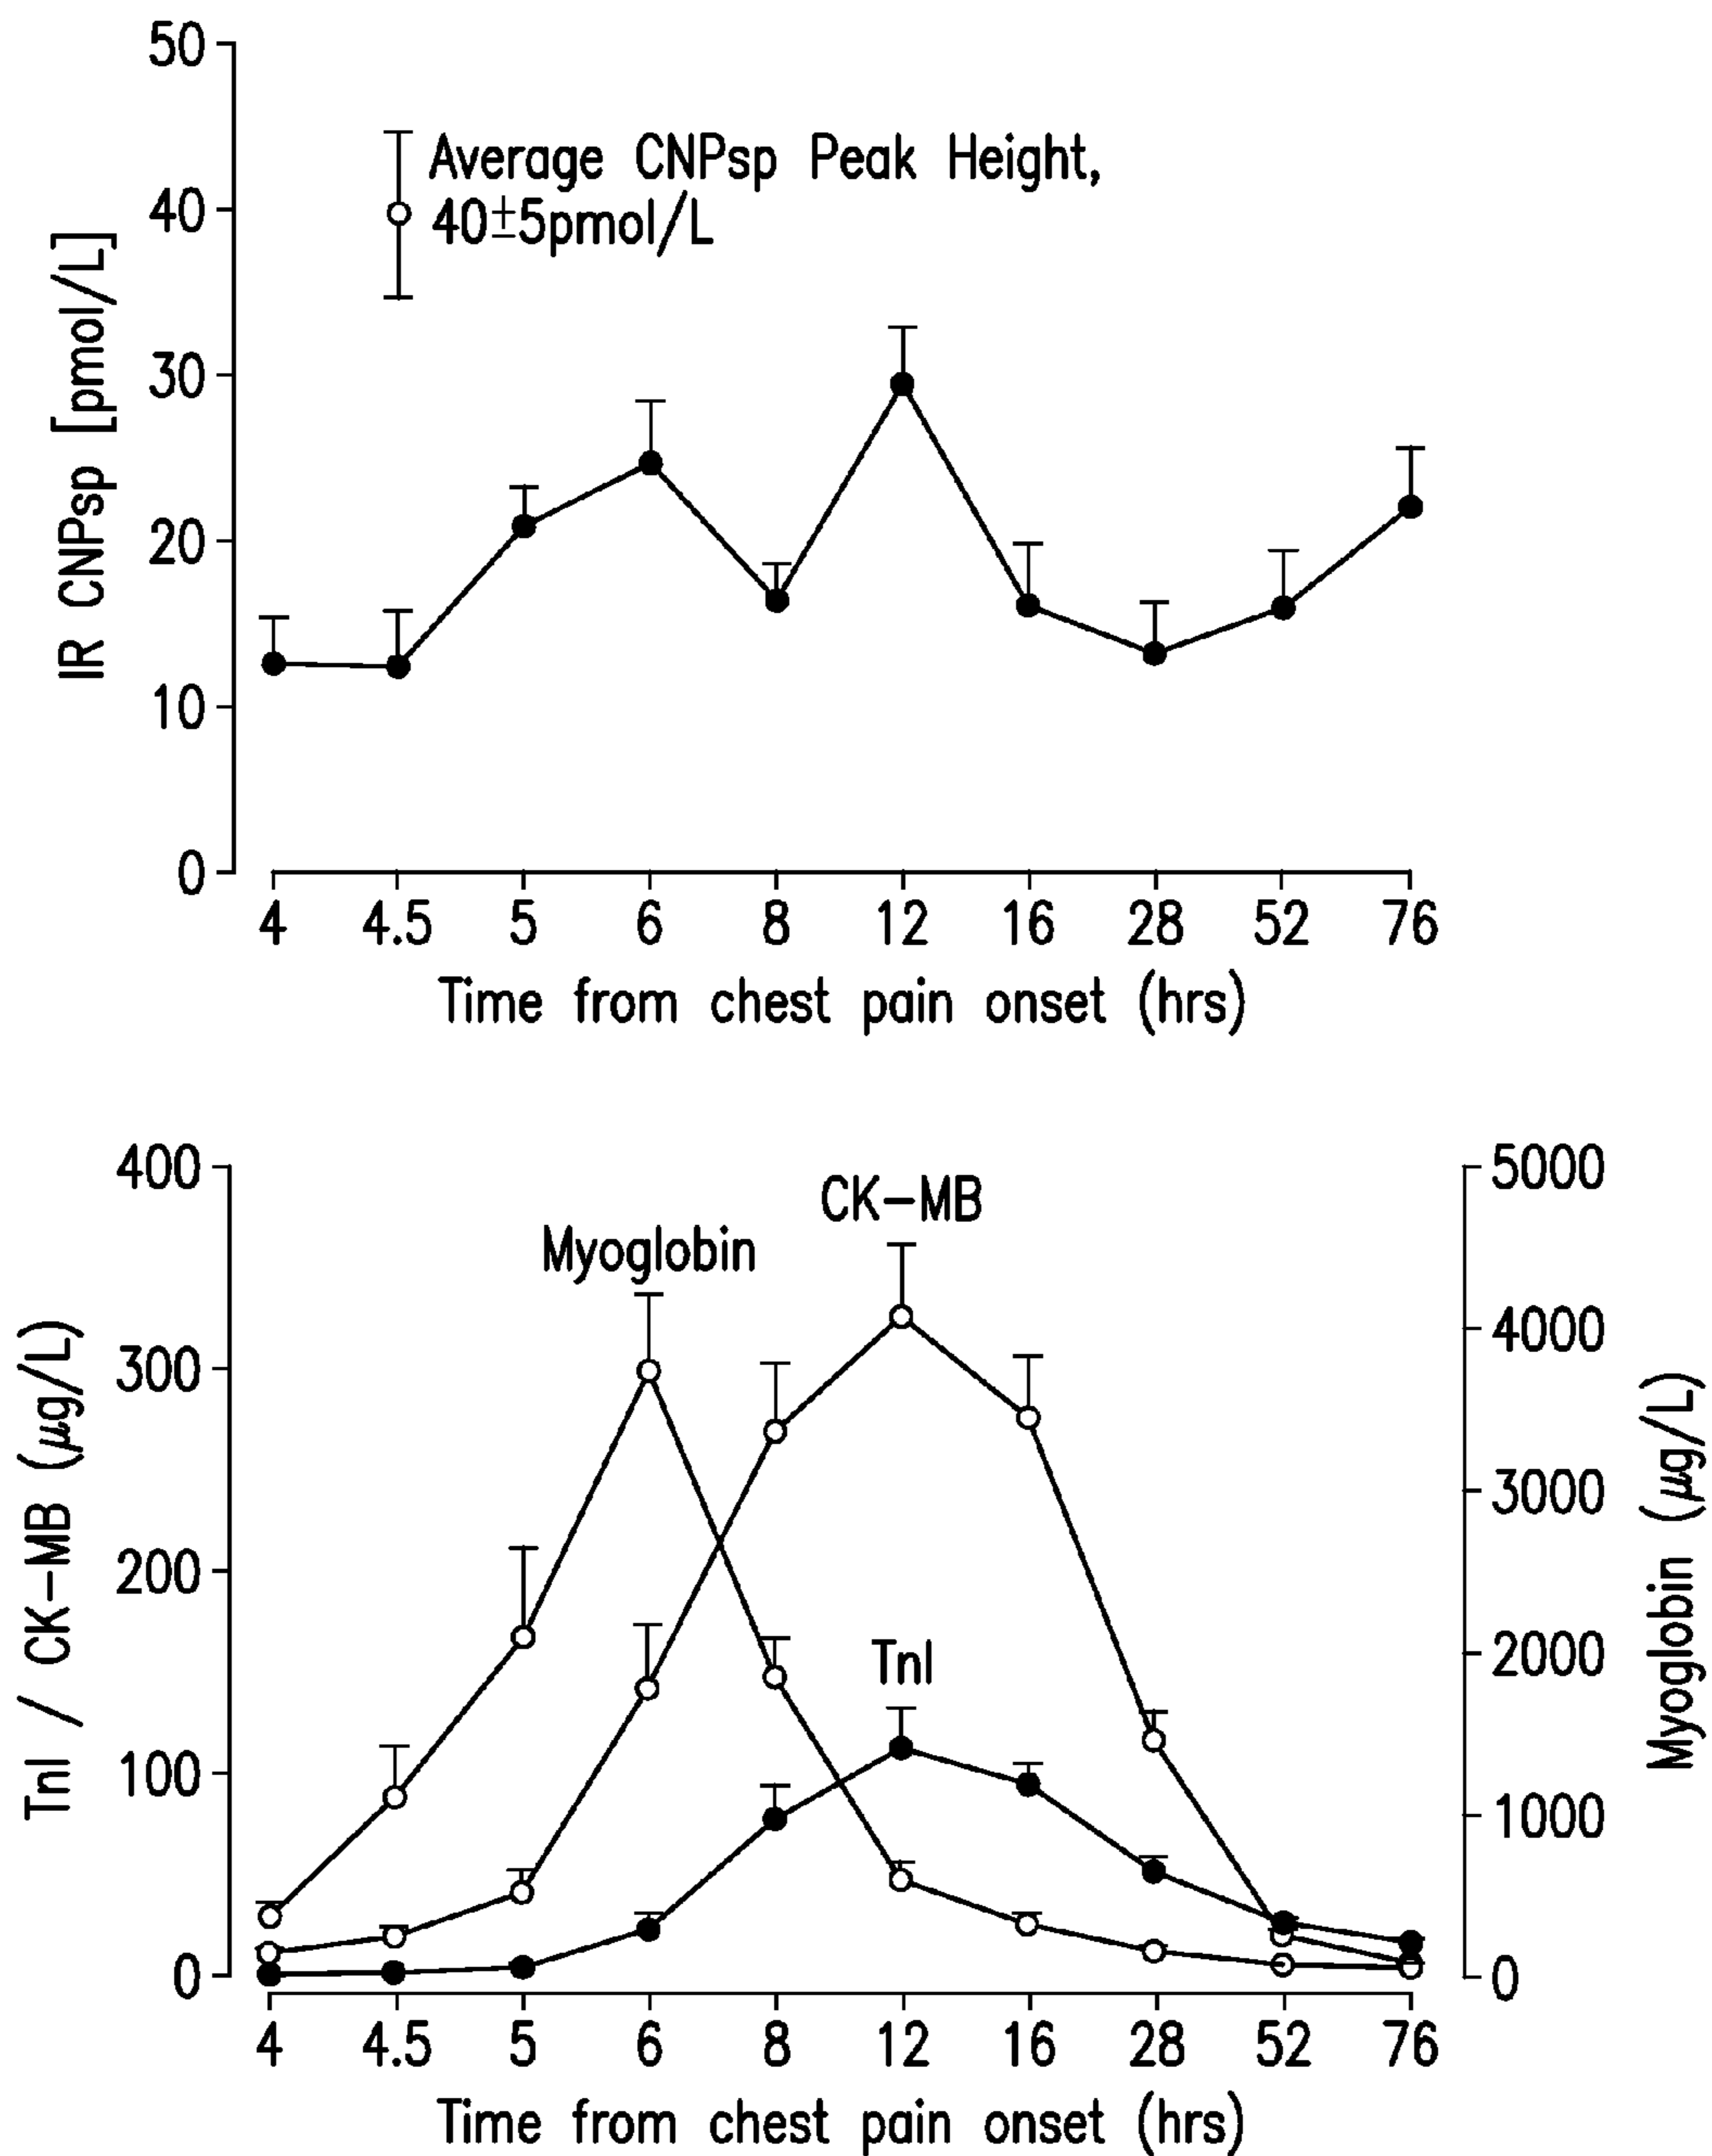 50
Average CNPsp Peak Height,
40
40±5pmol/L
30
20
10
0
IR CNPsp [pmol/L]
4 4.5 5 6 8 12 16 28 52 76
Time from chest pain onset (hrs)
400
300
200
100
0
TnI / CK-MB (μg/L)
Myoglobin
CK-MB
TnI
5000
4000
3000
2000
1000
0
Myoglobin (μg/L)
4 4.5 5 6 8 12 16 28 52 76
Time from chest pain onset (hrs)